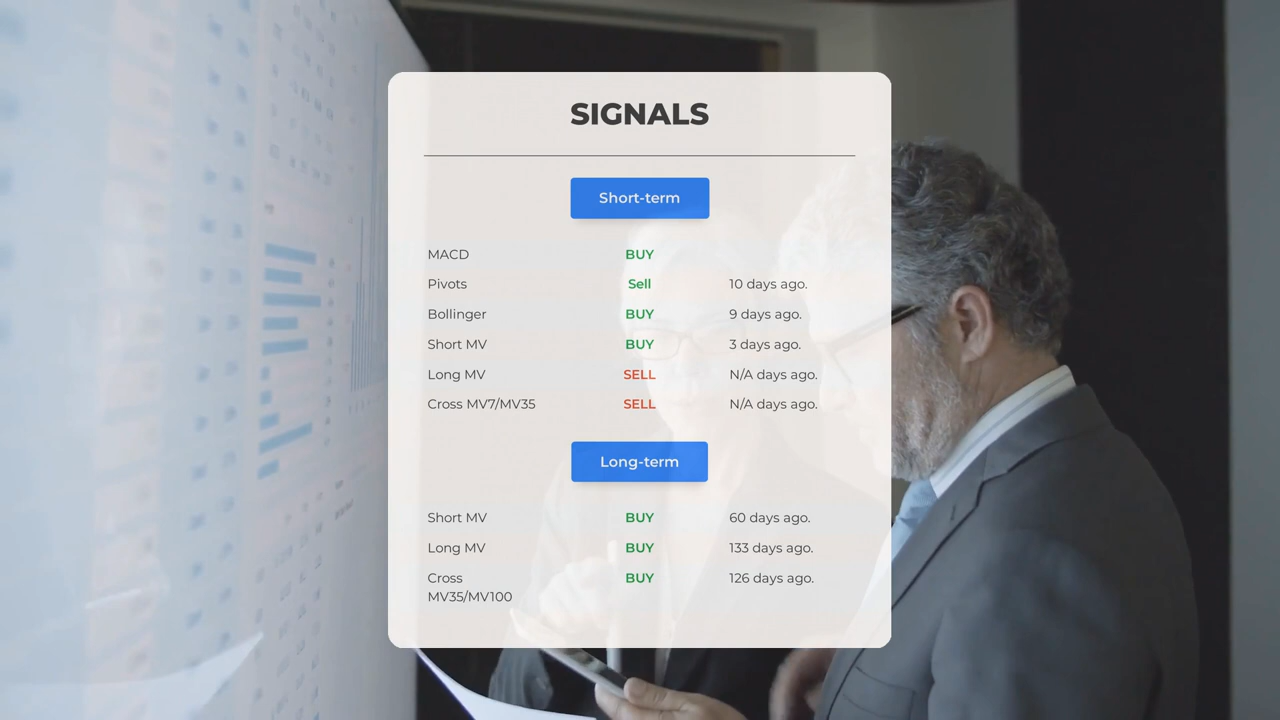 SIGNALS
Short-term
MACD BUY
Pivots Sell 10 days ago.
Bollinger BUY 9 days ago.
Short MV BUY 3 days ago.
Long MV SELL N/A days ago.
Cross MV7/MV35 SELL N/A days ago.
Long-term
Short MV BUY 60 days ago.
Long MV BUY 133 days ago.
Cross BUY 126 days ago.
MV35/MV100